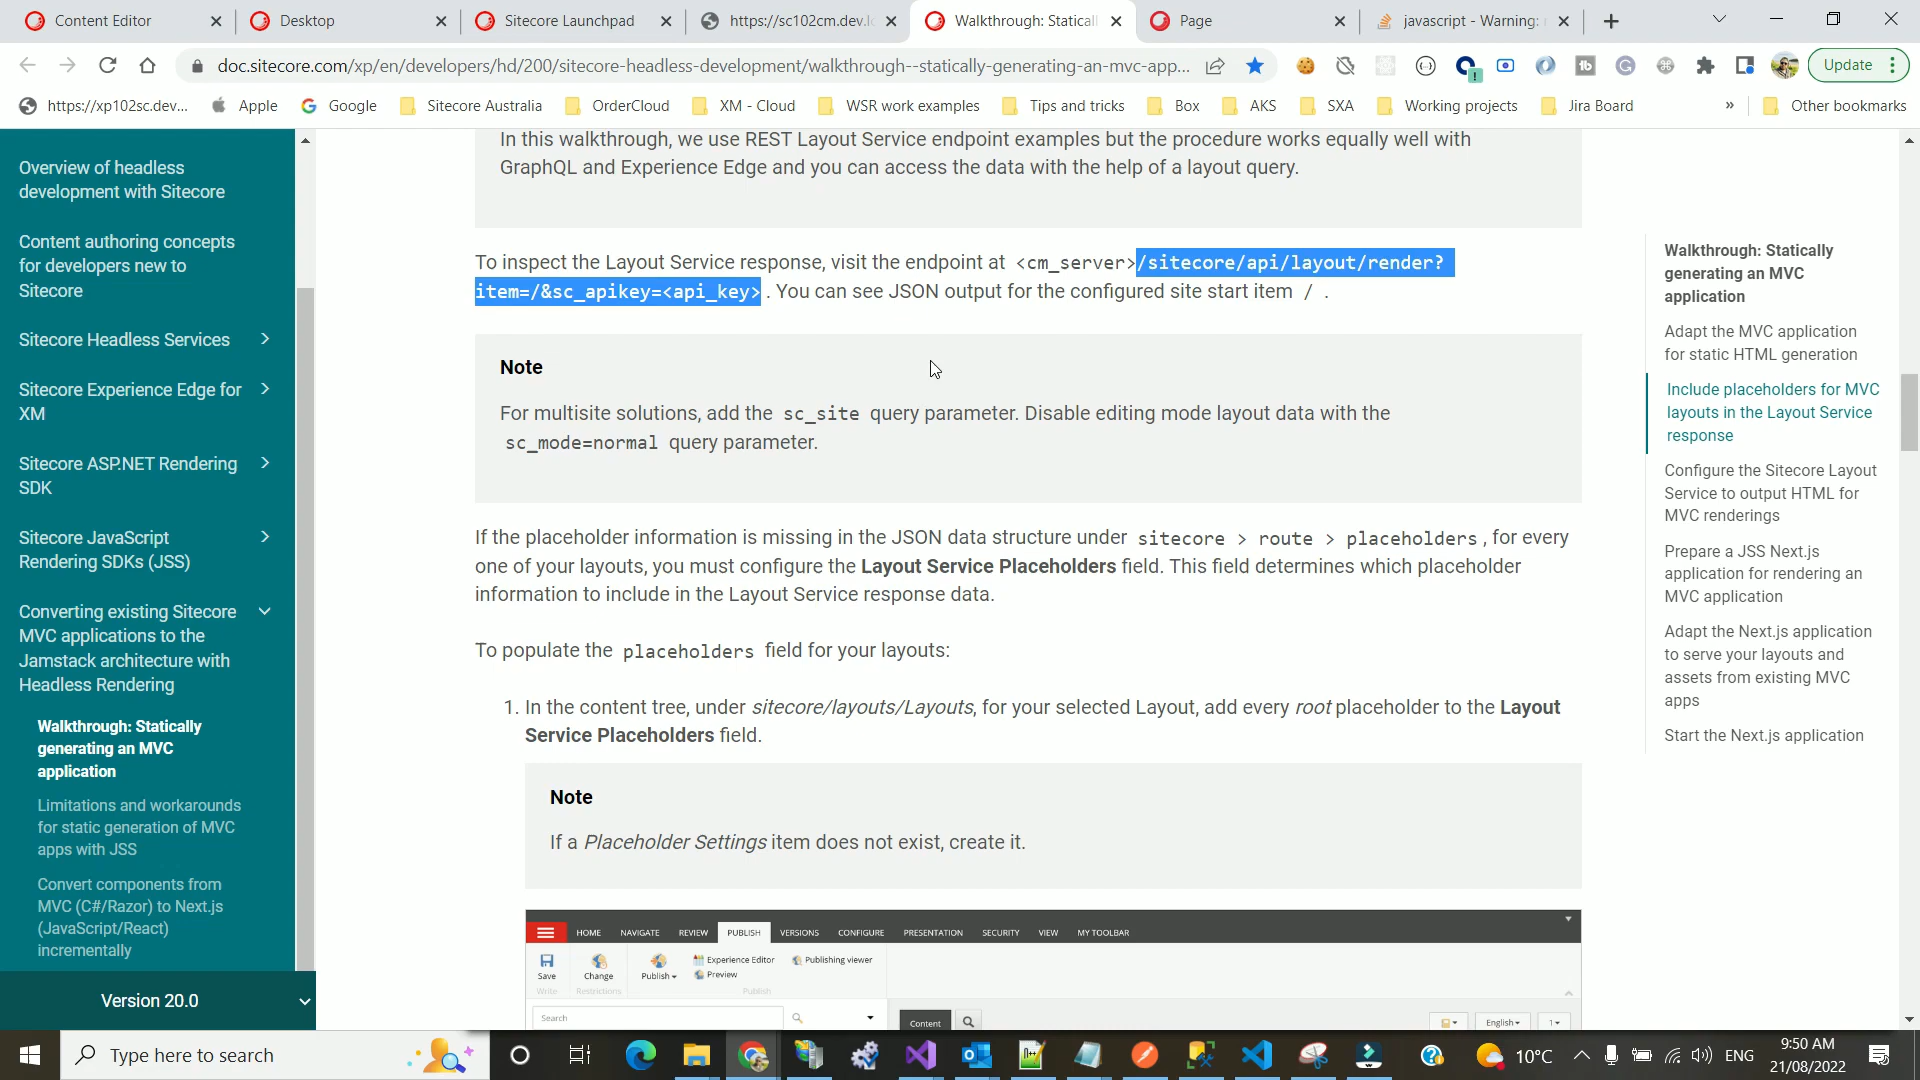 Content Editor
Desktop
Sitecore Launchpad
https://sc102cm.dev.lo
Walkthrough: Staticall
Page
javascript - Warning: 
doc.sitecore.com/xp/en/developers/hd/200/sitecore-headless-development/walkthrough--statically-generating-an-mvc-app...
Update
https://xp102sc.dev...
Apple
Google
Sitecore Australia
OrderCloud
XM - Cloud
WSR work examples
Tips and tricks
Box
AKS
SXA
Working projects
Jira Board
»
Other bookmarks
Overview of headless
development with Sitecore
Content authoring concepts
for developers new to
Sitecore
Sitecore Headless Services
Sitecore Experience Edge for
XM
Sitecore ASP.NET Rendering
SDK
Sitecore JavaScript
Rendering SDKs (JSS)
Converting existing Sitecore
MVC applications to the
Jamstack architecture with
Headless Rendering
Walkthrough: Statically
generating an MVC
application
Limitations and workarounds
for static generation of MVC
apps with JSS
Convert components from
MVC (C#/Razor) to Next.js
(JavaScript/React)
incrementally
Version 20.0
In this walkthrough, we use REST Layout Service endpoint examples but the procedure works equally well with
GraphQL and Experience Edge and you can access the data with the help of a layout query.
To inspect the Layout Service response, visit the endpoint at <cm_server>/sitecore/api/layout/render?
item=/&sc_apikey=<api_key> . You can see JSON output for the configured site start item / .
Note
For multisite solutions, add the sc_site query parameter. Disable editing mode layout data with the
sc_mode=normal query parameter.
If the placeholder information is missing in the JSON data structure under sitecore > route > placeholders , for every
one of your layouts, you must configure the Layout Service Placeholders field. This field determines which placeholder
information to include in the Layout Service response data.
To populate the placeholders field for your layouts:
1. In the content tree, under sitecore/layouts/Layouts, for your selected Layout, add every root placeholder to the Layout
Service Placeholders field.
Note
If a Placeholder Settings item does not exist, create it.
HOME NAVIGATE REVIEW PUBLISH VERSIONS CONFIGURE PRESENTATION SECURITY VIEW MY TOOLBAR
Save
Change
Publish
Experience Editor
Preview
Publishing viewer
Write
Restrictions
Publish
Search
Content
English
1
Walkthrough: Statically
generating an MVC
application
Adapt the MVC application
for static HTML generation
Include placeholders for MVC
layouts in the Layout Service
response
Configure the Sitecore Layout
Service to output HTML for
MVC renderings
Prepare a JSS Next.js
application for rendering an
MVC application
Adapt the Next.js application
to serve your layouts and
assets from existing MVC
apps
Start the Next.js application
Type here to search
10°C
ENG
9:50 AM
21/08/2022